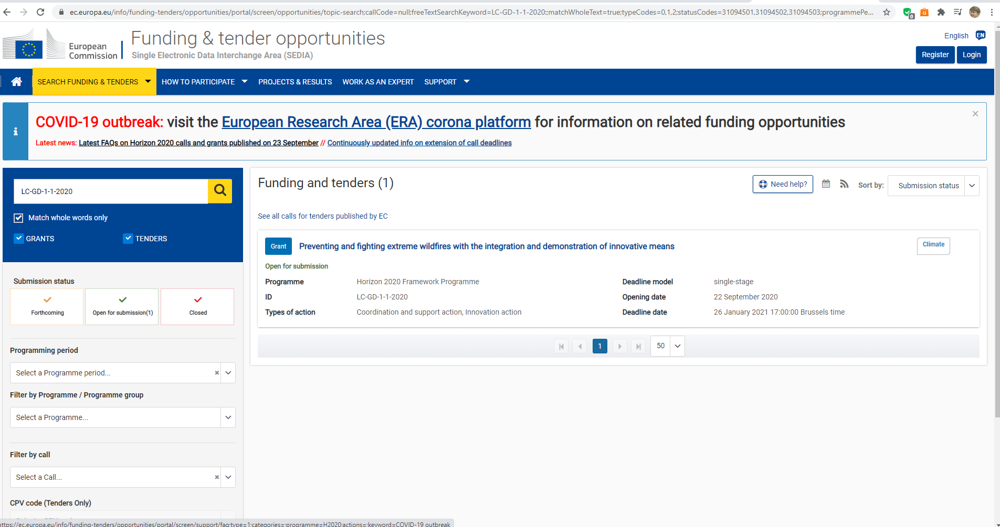 ec.europa.eu/info/funding-tenders/opportunities/portal/screen/opportunities/topic-search;callCode=null;freeTextSearchKeyword=LC-GD-1-1-2020;;matchWholeText=true;typeCodes=0,1,2;statusCodes=31094501,31094502,31094503;programmePe...
0
European
Commission
Funding & tender opportunities
Single Electronic Data Interchange Area (SEDIA)
English EN
Register Login
SEARCH FUNDING & TENDERS HOW TO PARTICIPATE PROJECTS & RESULTS WORK AS AN EXPERT SUPPORT
COVID-19 outbreak: visit the European Research Area (ERA) corona platform for information on related funding opportunities
Latest news: Latest FAQs on Horizon 2020 calls and grants published on 23 September // Continuously updated info on extension of call deadlines
LC-GD-1-1-2020
Match whole words only
GRANTS TENDERS
Submission status
Forthcoming Open for submission(1) Closed
Programming period
Select a Programme period...
Filter by Programme / Programme group
Select a Programme...
Filter by call
Select a Call...
CPV code (Tenders Only)
Funding and tenders (1)
Need help? Sort by: Submission status
See all calls for tenders published by EC
Grant Preventing and fighting extreme wildfires with the integration and demonstration of innovative means Climate
Open for submission
Programme Horizon 2020 Framework Programme Deadline model single-stage
ID LC-GD-1-1-2020 Opening date 22 September 2020
Types of action Coordination and support action, Innovation action Deadline date 26 January 2021 17:00:00 Brussels time
1 50
https://ec.europa.eu/info/funding-tenders/opportunities/portal/screen/support/faq;type=1;categories=;programme=H2020;actions=;keyword=COVID-19 outbreak